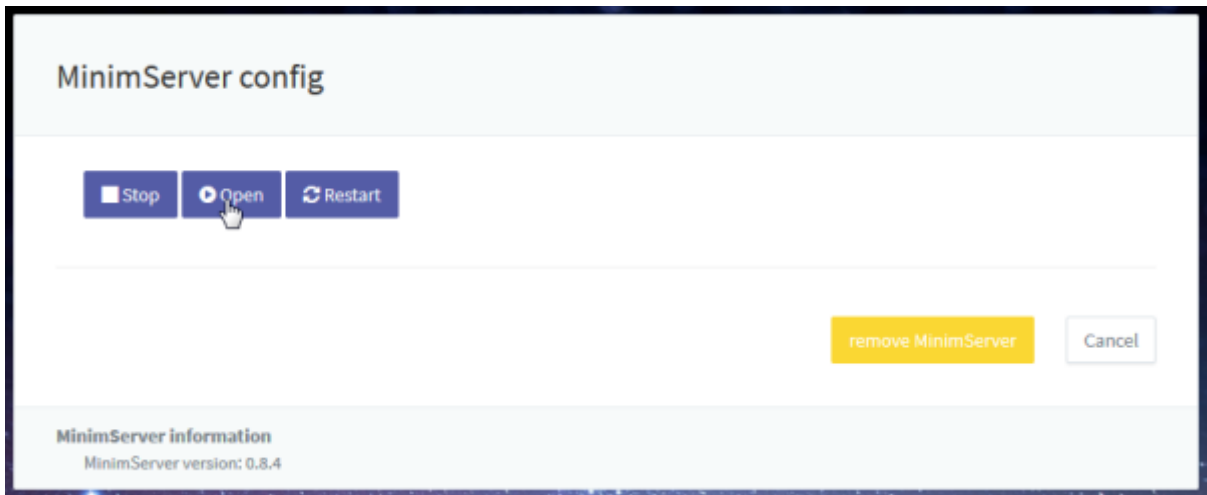 MinimServer config
Stop Open Restart
remove MinimServer Cancel
MinimServer information
MinimServer version: 0.8.4